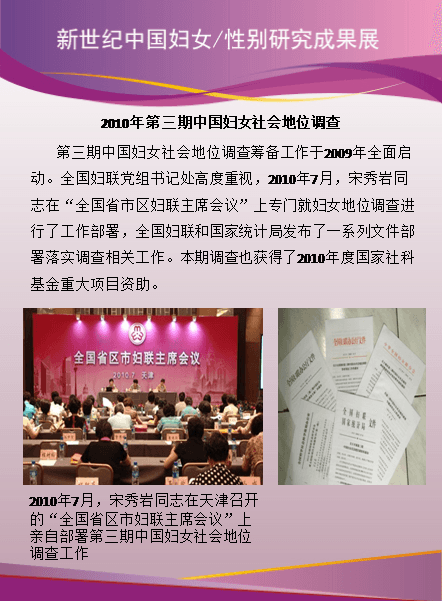 新世纪中国妇女/性别研究成果展
2010年第三期中国妇女社会地位调查
第三期中国妇女社会地位调查筹备工作于2009年全面启
动。全国妇联党组书记处高度重视，2010年7月，宋秀岩同
志在“全国省市区妇联主席会议”上专门就妇女地位调查进
行了工作部署，全国妇联和国家统计局发布了一系列文件部
署落实调查相关工作。本期调查也获得了2010年度国家社科
基金重大项目资助。
全国省区市妇联主席会议
2010.7 天津
全国妇联
国家统计局
文件
2010年7月，宋秀岩同志在天津召开
的“全国省区市妇联主席会议”上
亲自部署第三期中国妇女社会地位
调查工作